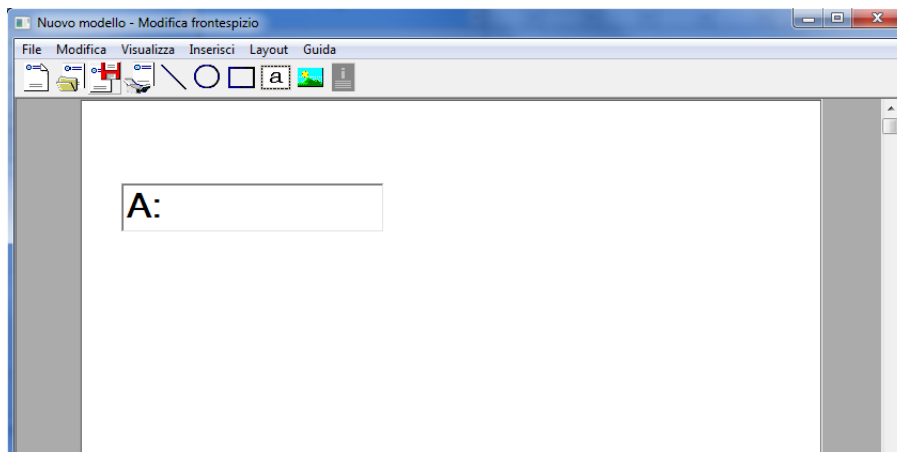 Nuovo modello - Modifica frontespizio
File Modifica Visualizza Inserisci Layout Guida
a
A: